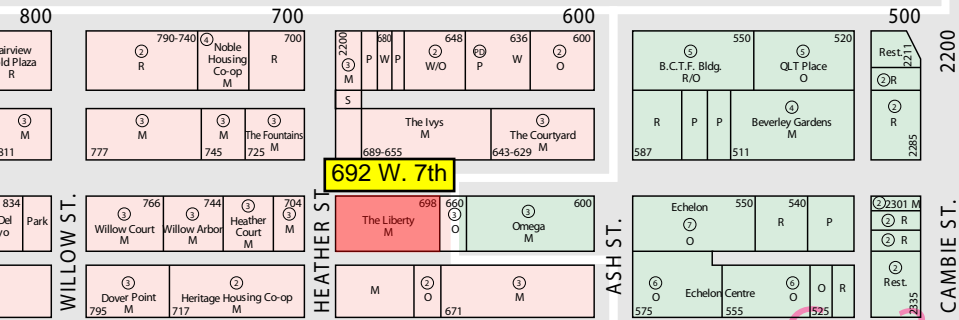 800
700
600
500
airview
ld Plaza
R
②
R
790-740
④
Noble
Housing
Co-op
M
700
R
2200
③
M
P
680
W
P
②
648
W/O
PD
P
636
W
②
600
O
⑤
550
B.C.T.F. Bldg.
R/O
⑤
520
QLT Place
O
Rest.
2211
②R
2200
S
③
M
811
③
M
777
③
M
745
③
The Fountains
M
725
The Ivys
M
689-655
③
The Courtyard
M
643-629
R
587
P
P
④
Beverley Gardens
M
511
②
R
2285
692 W. 7th
834
Del
vo
Park
WILLOW ST.
766
③
Willow Court
M
744
③
Willow Arbor
M
③
Heather
Court
M
704
③
M
HEATHER ST.
698
The Liberty
M
660
③
O
600
③
Omega
M
ASH ST.
Echelon
550
⑦
O
540
R
P
②2301 M
② R
② R
CAMBIE ST.
③
Dover Point
M
795
②
Heritage Housing Co-op
M
717
M
②
O
③
M
671
⑥
O
575
Echelon Centre
555
⑥
O
O
525
R
②
Rest.
2335